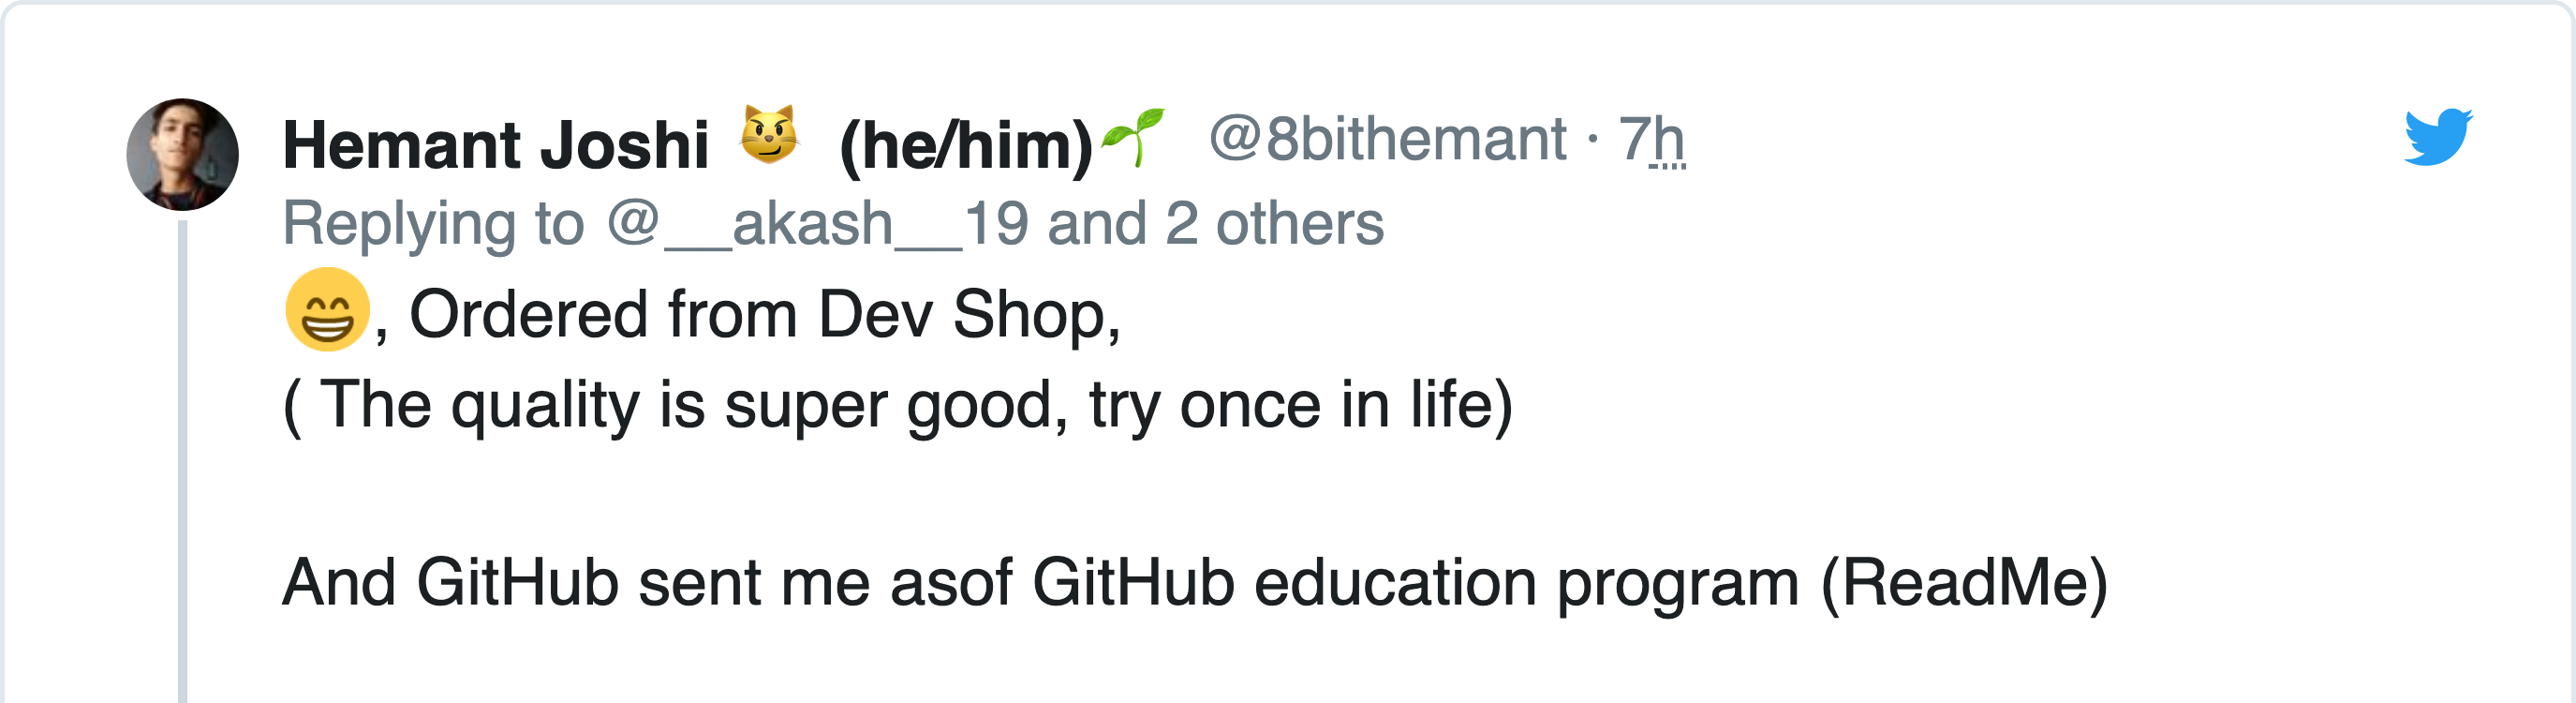 Hemant Joshi 😼 (he/him)🌱 @8bithemant · 7h
Replying to @__akash__19 and 2 others
😁, Ordered from Dev Shop,
( The quality is super good, try once in life)
And GitHub sent me asof GitHub education program (ReadMe)